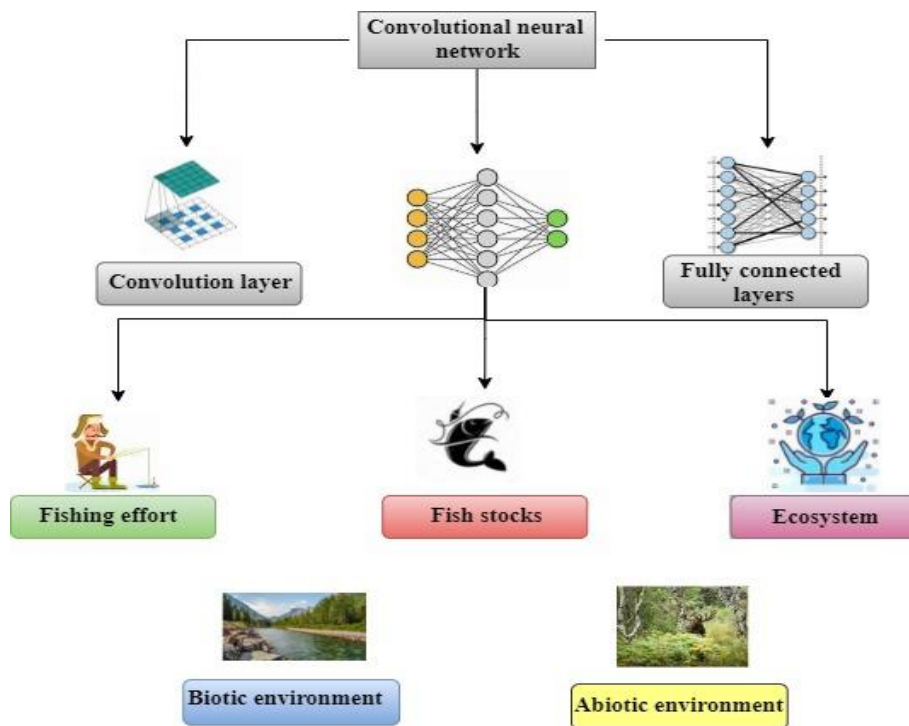 Convolutional neural
network
Convolution layer
Fully connected
layers
Fishing effort
Fish stocks
Ecosystem
Biotic environment
Abiotic environment